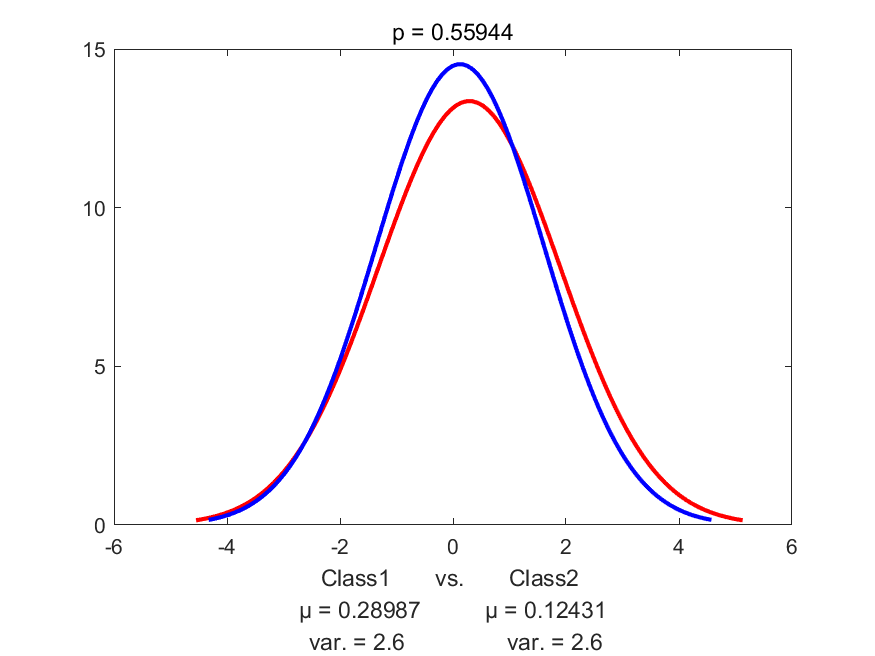 p = 0.55944
15
10
5
0
-6 -4 -2 0 2 4 6
Class1 vs. Class2
μ = 0.28987 μ = 0.12431
var. = 2.6 var. = 2.6